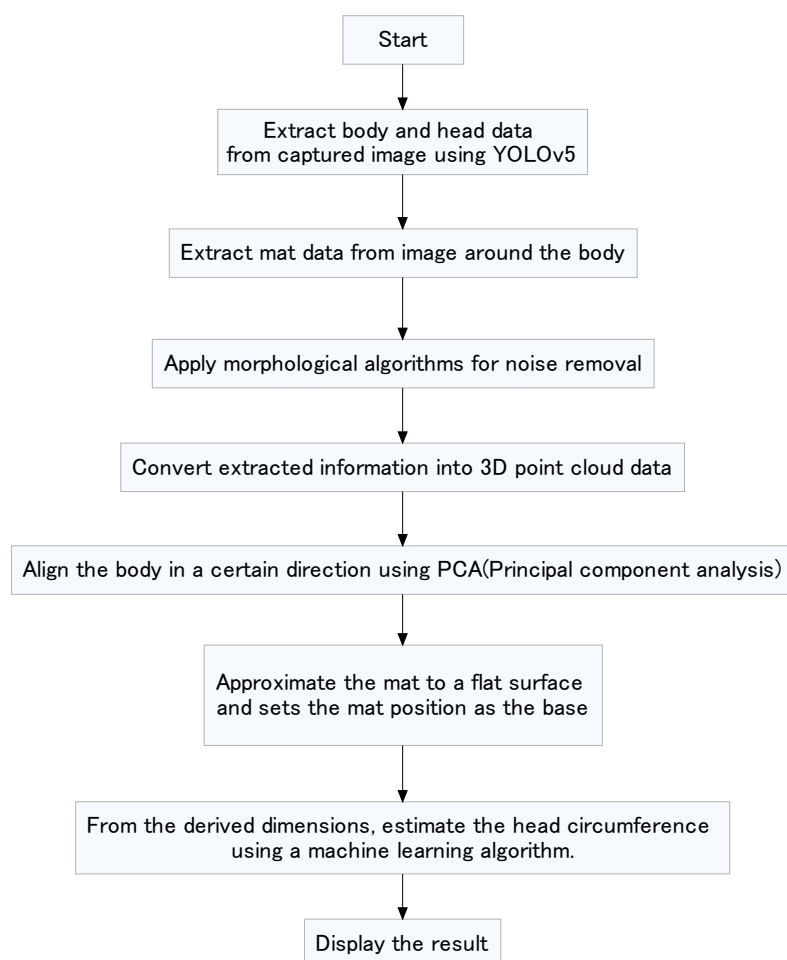 Start
Extract body and head data
from captured image using YOLOv5
Extract mat data from image around the body
Apply morphological algorithms for noise removal
Convert extracted information into 3D point cloud data
Align the body in a certain direction using PCA(Principal component analysis)
Approximate the mat to a flat surface
and sets the mat position as the base
From the derived dimensions, estimate the head circumference
using a machine learning algorithm.
Display the result